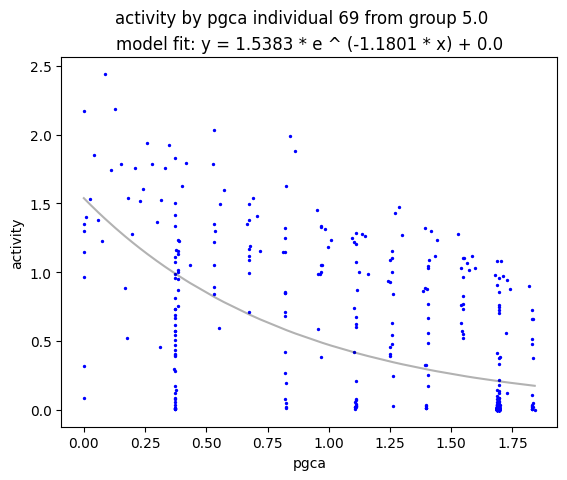 activity by pgca individual 69 from group 5.0
model fit: y = 1.5383 * e ^ (-1.1801 * x) + 0.0
2.5
2.0
1.5
1.0
0.5
0.0
activity
0.00 0.25 0.50 0.75 1.00 1.25 1.50 1.75
pgca